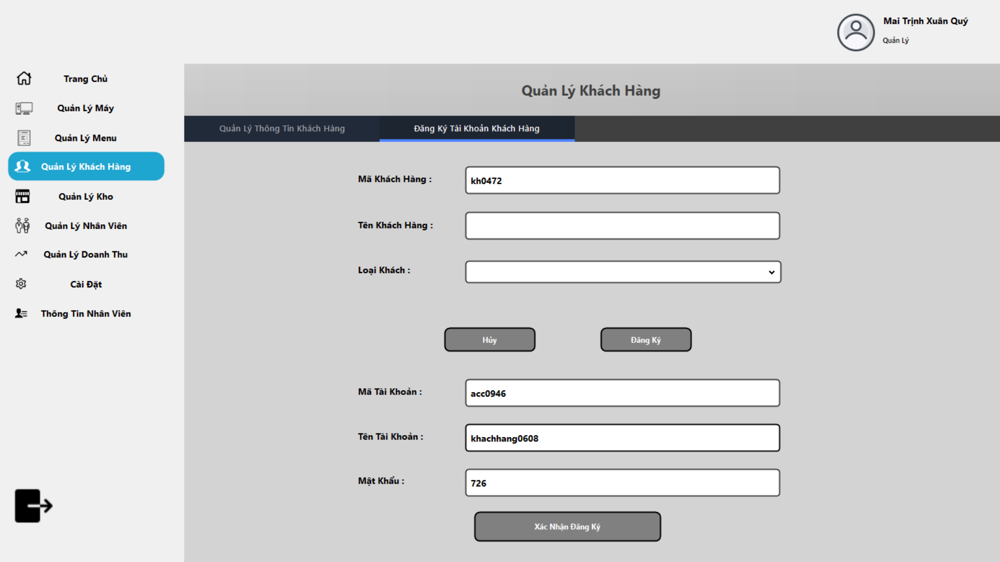 Mai Trịnh Xuân Quý
Quản Lý
Trang Chủ
Quản Lý Máy
Quản Lý Menu
Quản Lý Khách Hàng
Quản Lý Kho
Quản Lý Nhân Viên
Quản Lý Doanh Thu
Cài Đặt
Thông Tin Nhân Viên
Quản Lý Khách Hàng
Quản Lý Thông Tin Khách Hàng
Đăng Ký Tài Khoản Khách Hàng
Mã Khách Hàng :
kh0472
Tên Khách Hàng :
Loại Khách :
Hủy
Đăng Ký
Mã Tài Khoản :
acc0946
Tên Tài Khoản :
khachhang0608
Mật Khẩu :
726
Xác Nhận Đăng Ký